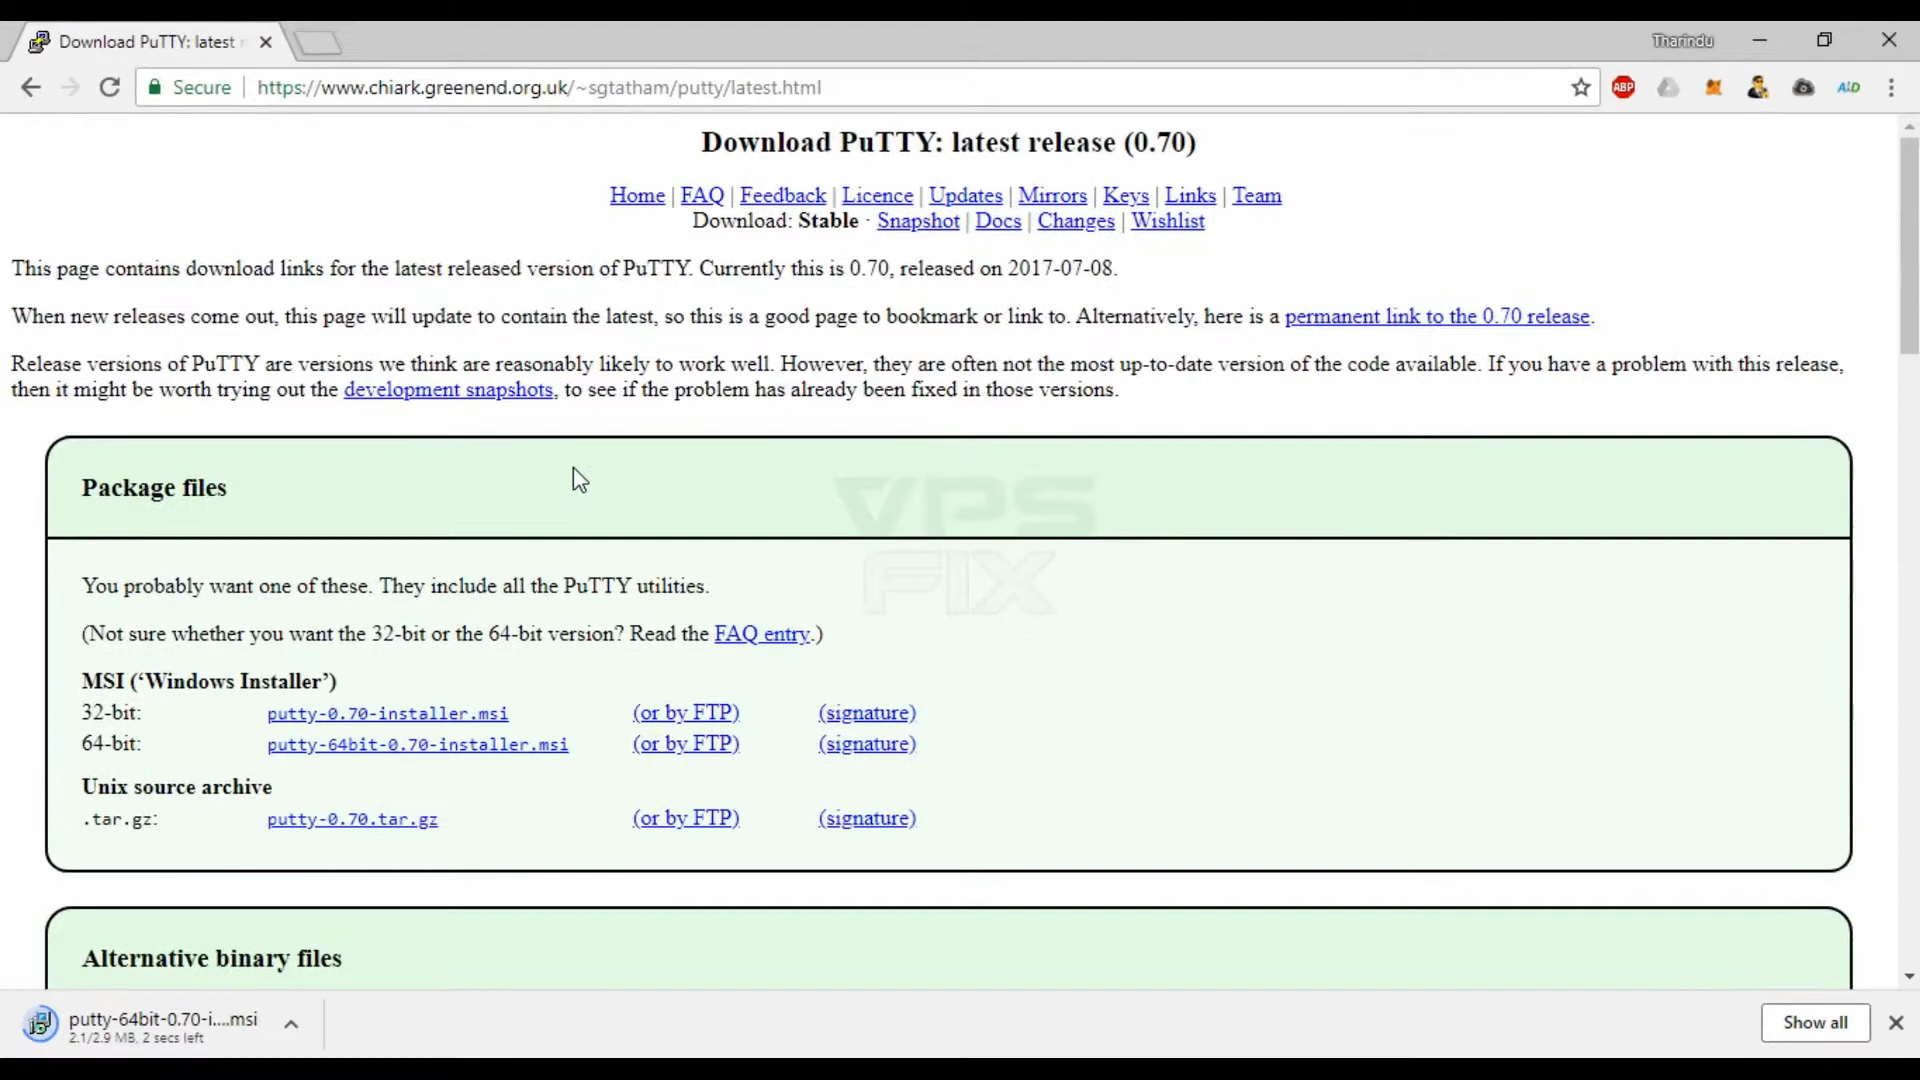 Download PuTTY: latest r
Tharindu
Secure
https://www.chiark.greenend.org.uk/~sgtatham/putty/latest.html
ABP
A!D
Download PuTTY: latest release (0.70)
Home | FAQ | Feedback | Licence | Updates | Mirrors | Keys | Links | Team
Download: Stable · Snapshot | Docs | Changes | Wishlist
This page contains download links for the latest released version of PuTTY. Currently this is 0.70, released on 2017-07-08.
When new releases come out, this page will update to contain the latest, so this is a good page to bookmark or link to. Alternatively, here is a permanent link to the 0.70 release.
Release versions of PuTTY are versions we think are reasonably likely to work well. However, they are often not the most up-to-date version of the code available. If you have a problem with this release,
then it might be worth trying out the development snapshots, to see if the problem has already been fixed in those versions.
Package files
VPS
FIX
You probably want one of these. They include all the PuTTY utilities.
(Not sure whether you want the 32-bit or the 64-bit version? Read the FAQ entry.)
MSI (‘Windows Installer’)
32-bit: putty-0.70-installer.msi (or by FTP) (signature)
64-bit: putty-64bit-0.70-installer.msi (or by FTP) (signature)
Unix source archive
.tar.gz: putty-0.70.tar.gz (or by FTP) (signature)
Alternative binary files
putty-64bit-0.70-i....msi
2.1/2.9 MB, 2 secs left
Show all